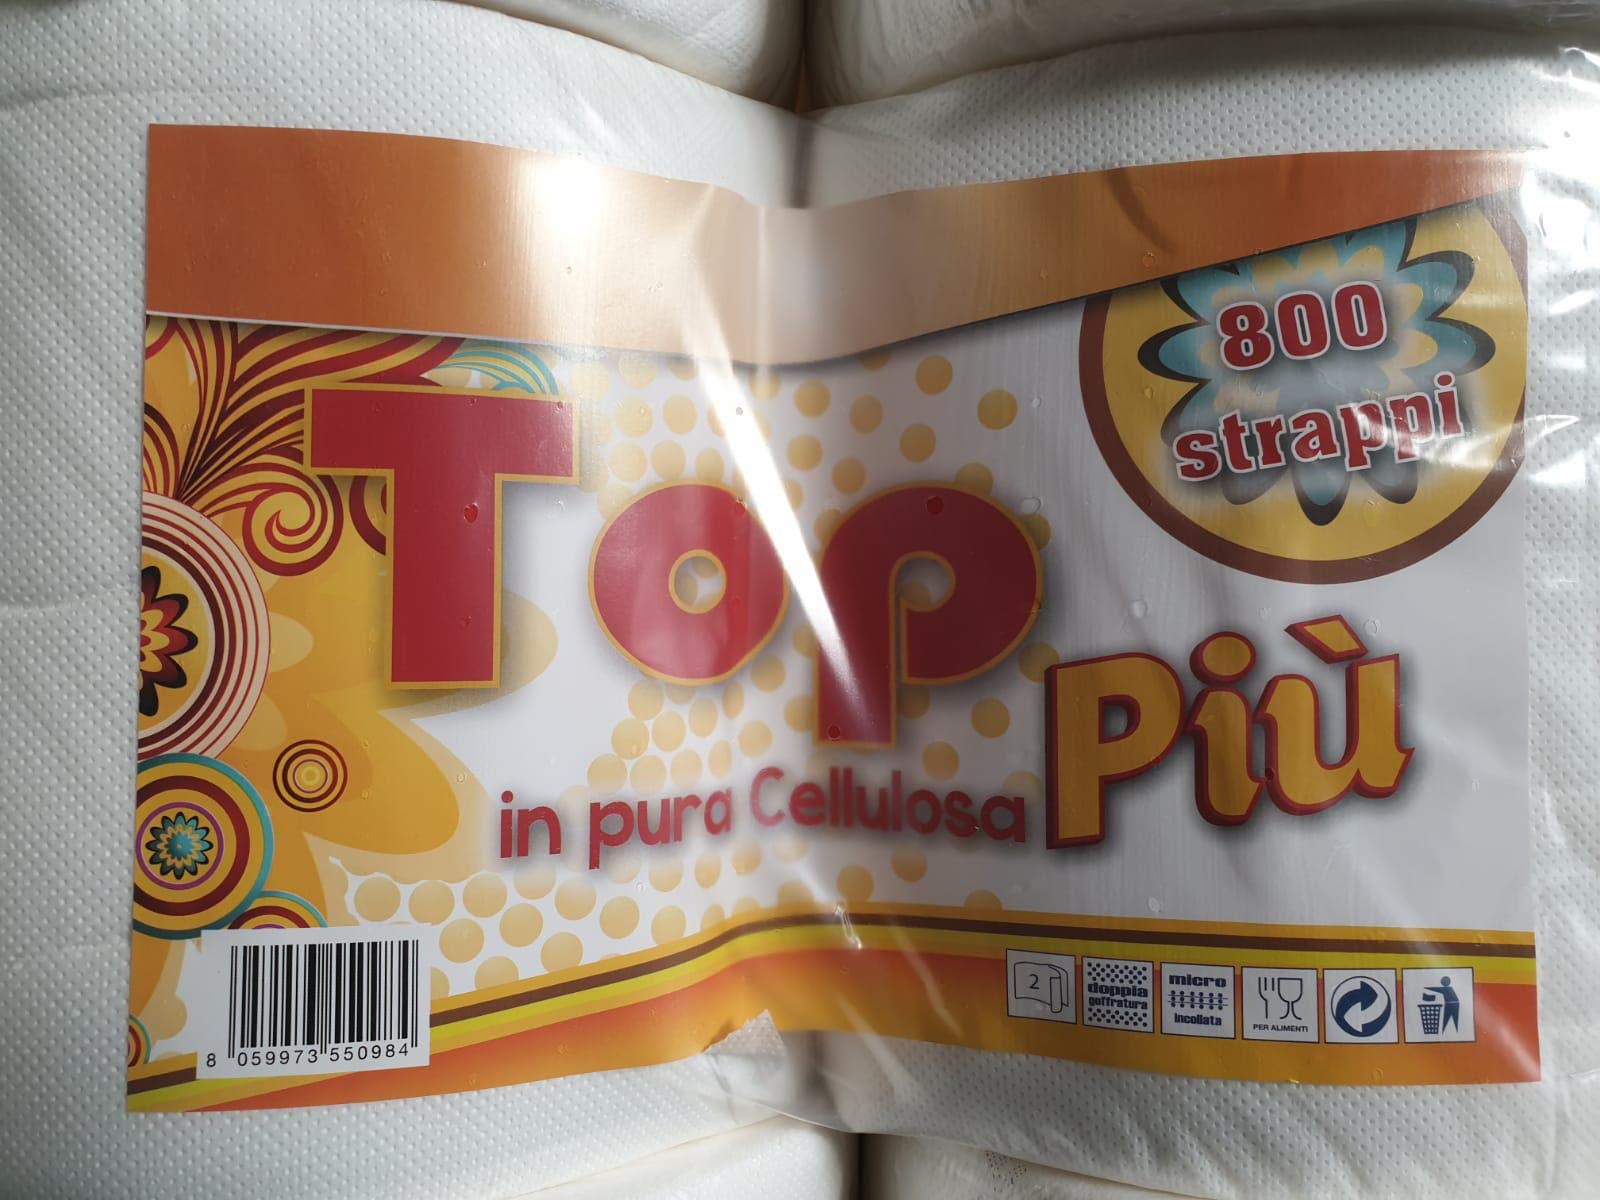 800
strappi
Top
Più
in pura Cellulosa
2
doppia
goffratura
micro
incollata
PER ALIMENTI
8 059973 550984